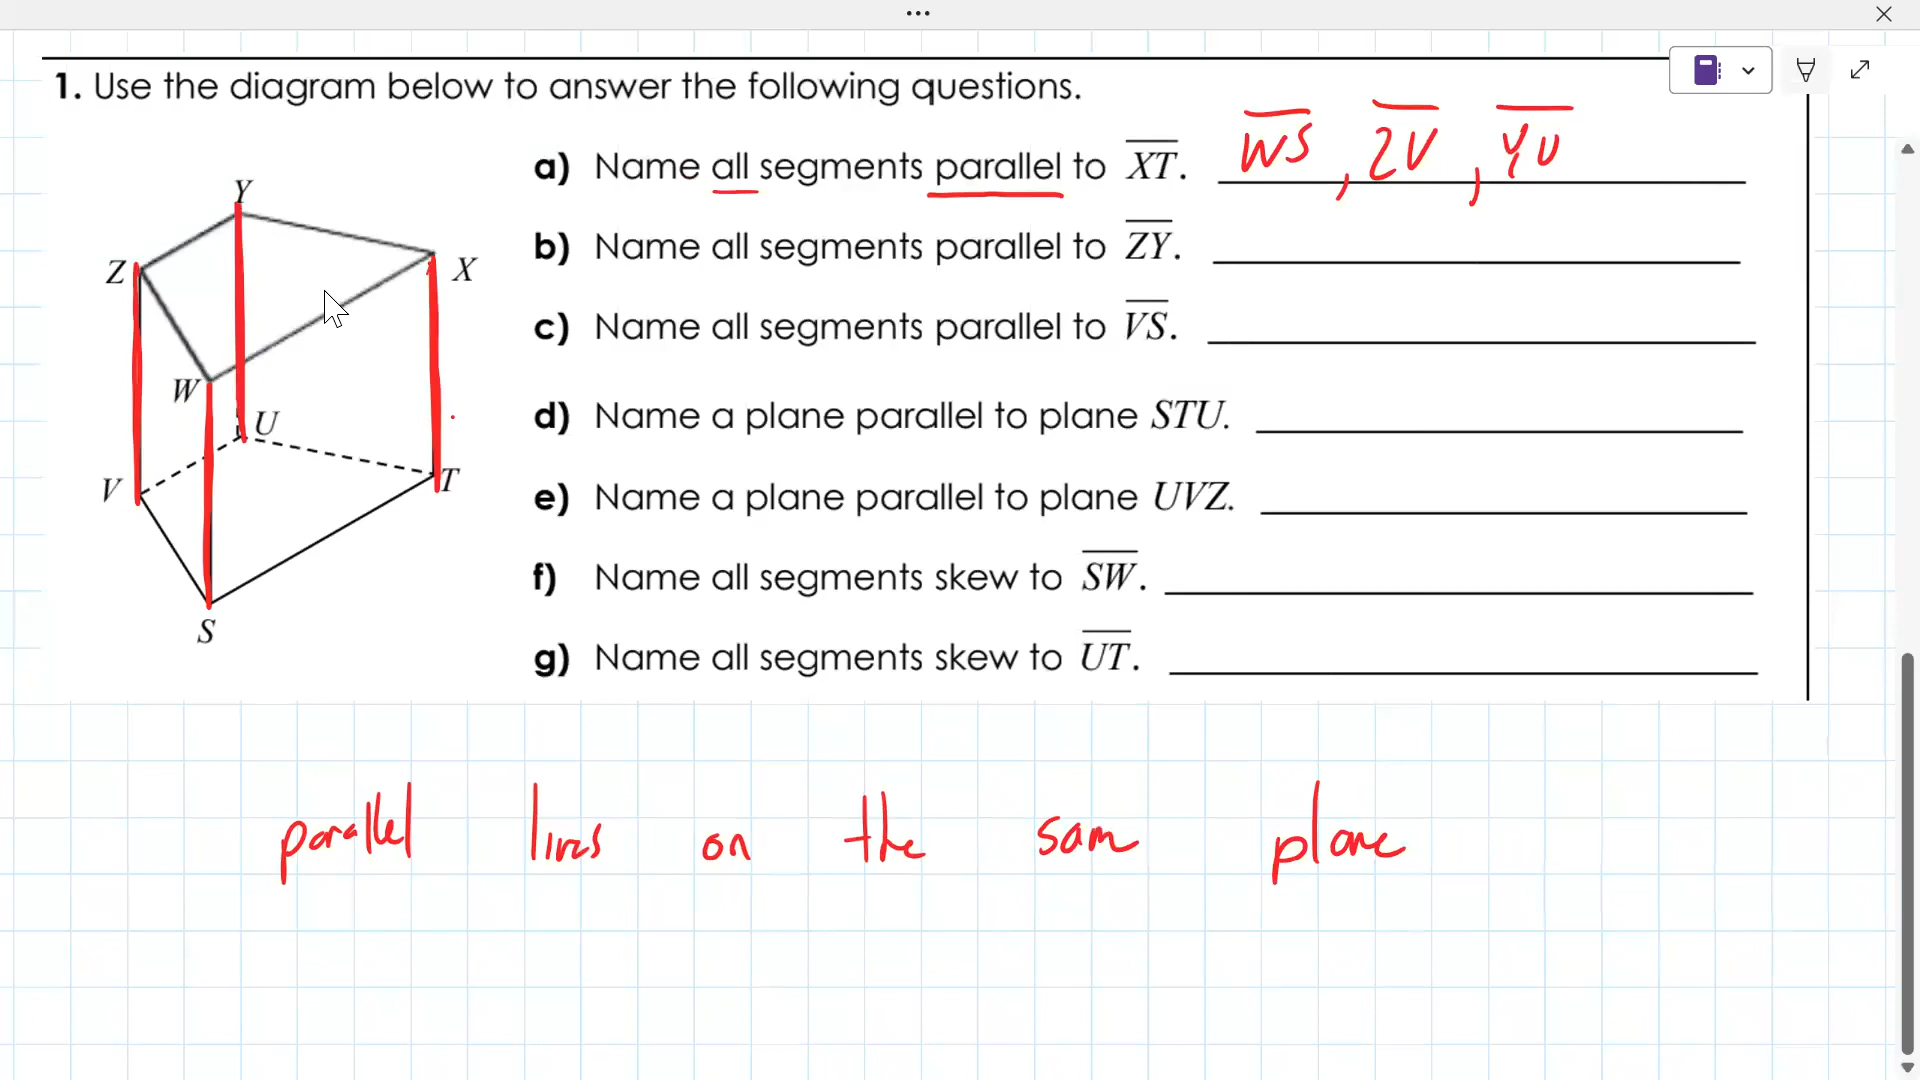 1. Use the diagram below to answer the following questions.
a) Name all segments parallel to XT. WS, ZV, YU
b) Name all segments parallel to ZY.
c) Name all segments parallel to VS.
d) Name a plane parallel to plane STU.
e) Name a plane parallel to plane UVZ.
f) Name all segments skew to SW.
g) Name all segments skew to UT.
Y
Z
X
W
U
V
T
S
parallel lines on the same plane